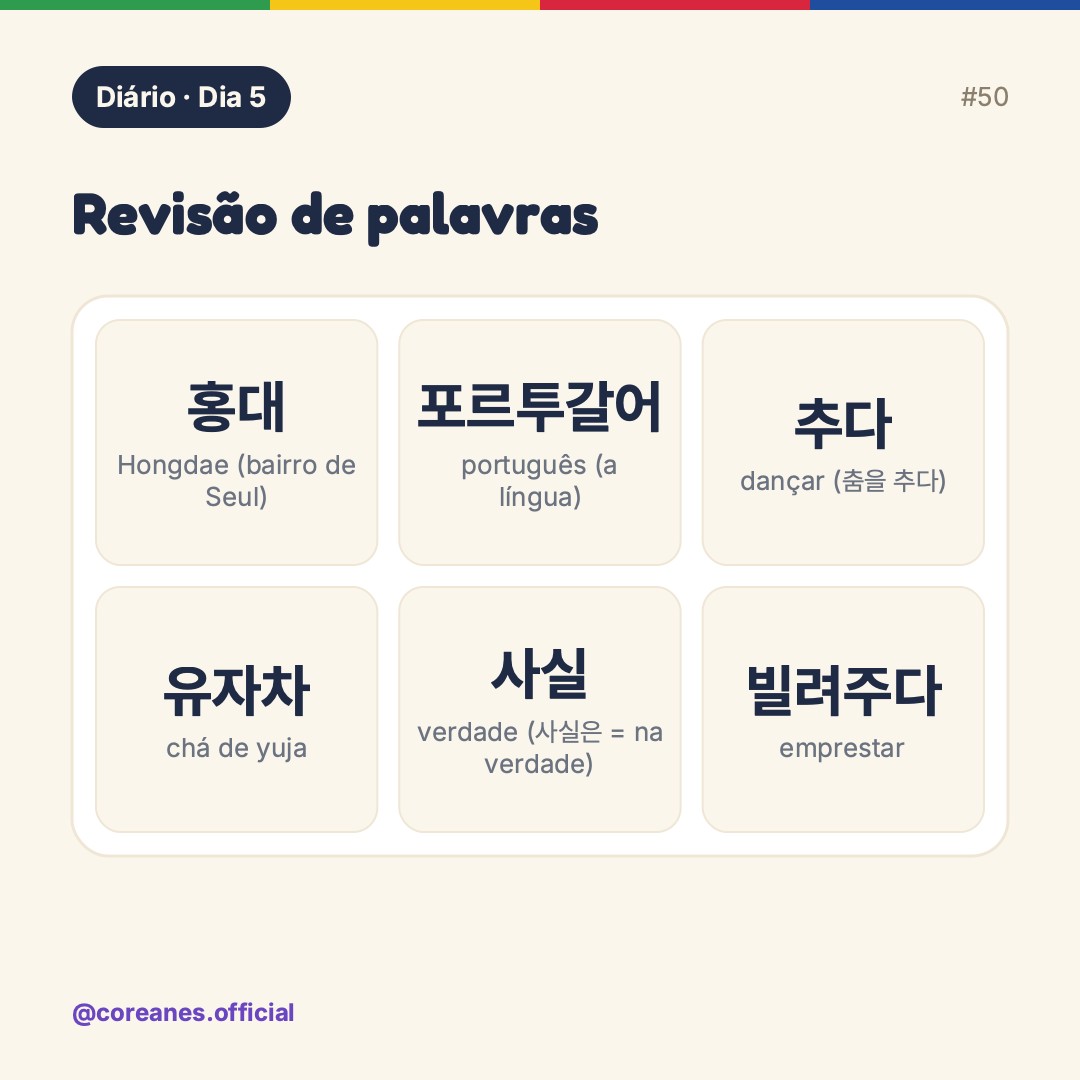 Diário · Dia 5
#50
Revisão de palavras
홍대
Hongdae (bairro de
Seul)
포르투갈어
português (a
língua)
추다
dançar (춤을 추다)
유자차
chá de yuja
사실
verdade (사실은 = na
verdade)
빌려주다
emprestar
@coreanes.official